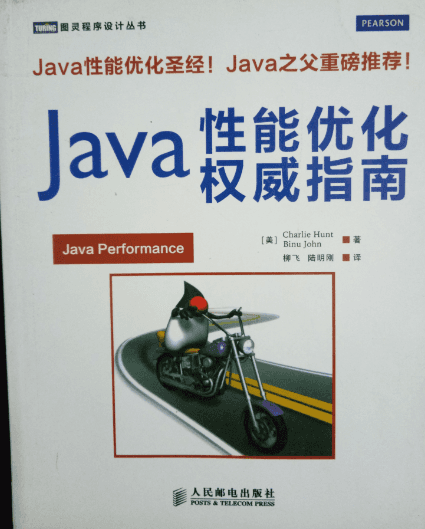 TURING 图灵程序设计丛书
PEARSON
Java性能优化圣经！Java之父重磅推荐！
Java 性能优化
权威指南
[美] Charlie Hunt
Binu John 著
柳飞 陆明刚 译
Java Performance
人民邮电出版社
POSTS & TELECOM PRESS